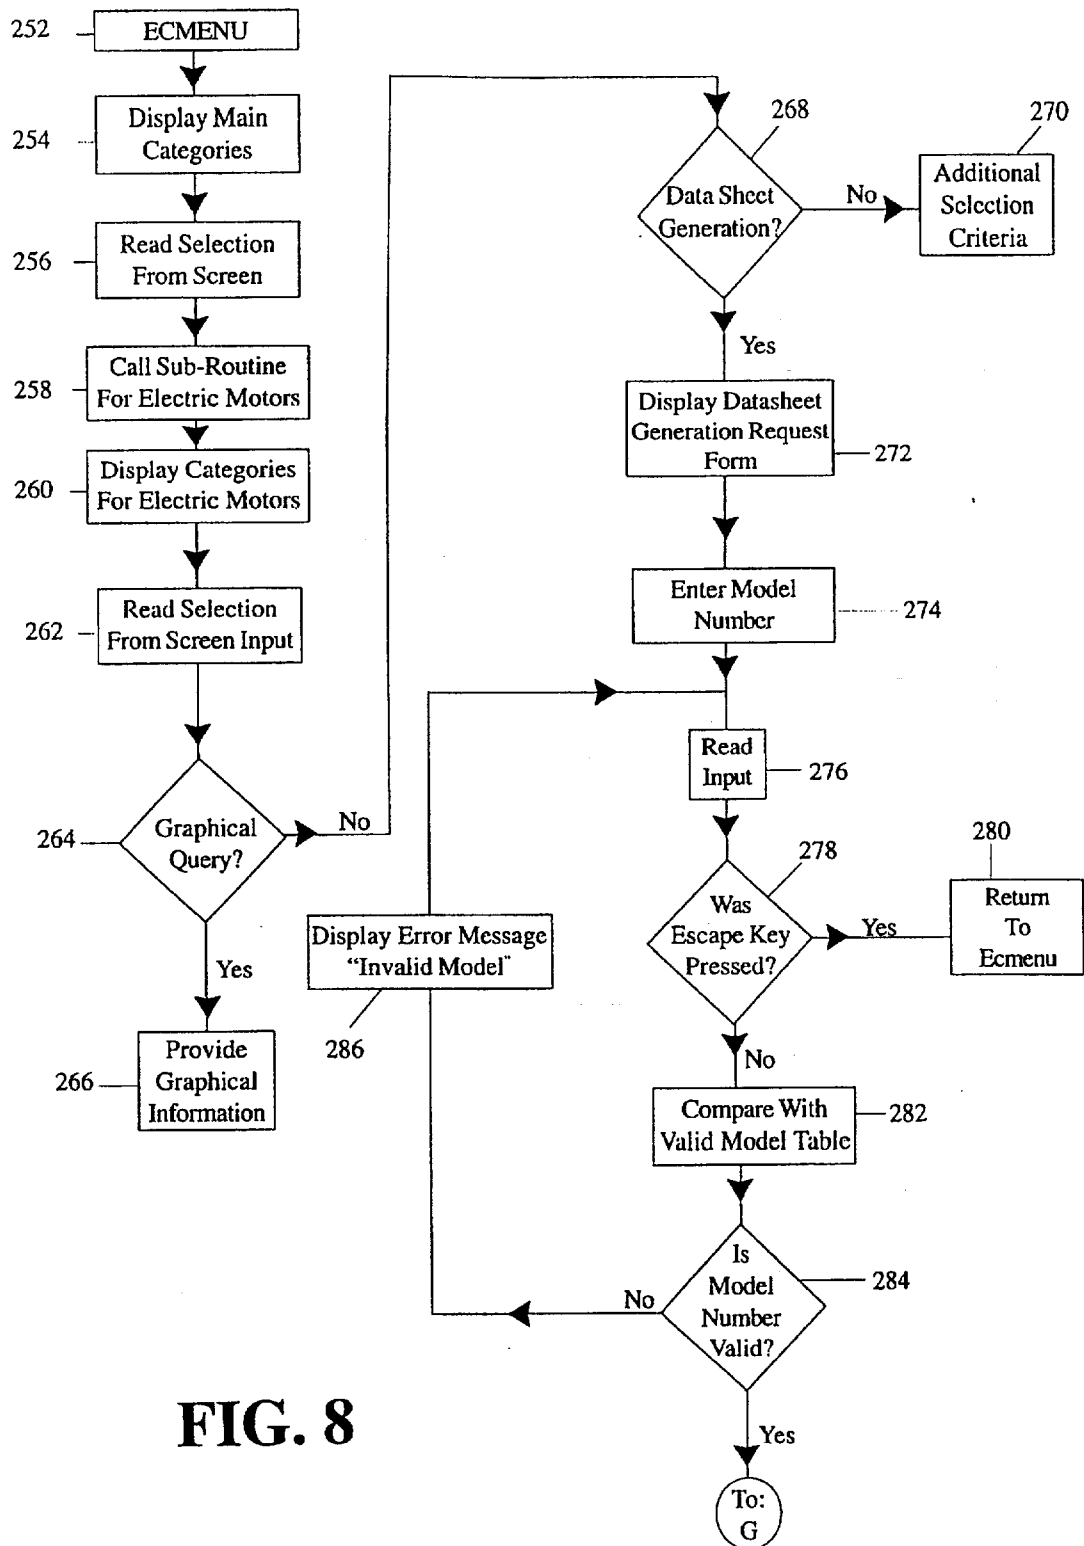 252
ECMENU
254
Display Main
Categories
256
Read Selection
From Screen
258
Call Sub-Routine
For Electric Motors
260
Display Categories
For Electric Motors
262
Read Selection
From Screen Input
264
Graphical
Query?
No
Yes
266
Provide
Graphical
Information
268
Data Sheet
Generation?
No
270
Additional
Selection
Criteria
Yes
Display Datasheet
Generation Request
Form
272
Enter Model
Number
274
Read
Input
276
278
Was
Escape Key
Pressed?
Yes
280
Return
To
Ecmenu
No
Display Error Message
“Invalid Model”
286
Compare With
Valid Model Table
282
Is
Model
Number
Valid?
284
No
Yes
To:
G
FIG. 8